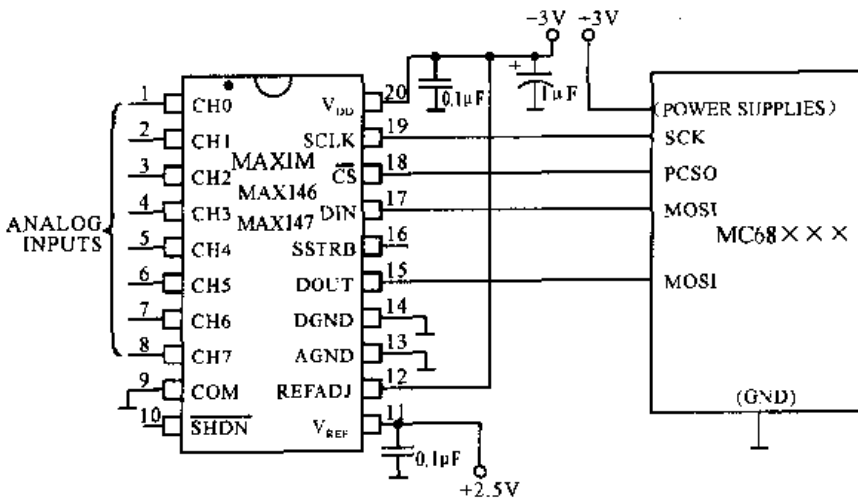 -3V +3V
0.1μF
1μF
+
1 CH0
2 CH1
3 CH2
4 CH3
5 CH4
6 CH5
7 CH6
8 CH7
9 COM
10 SHDN
ANALOG
INPUTS
MAX1M
MAX146
MAX147
V_DD 20
SCLK 19
CS 18
DIN 17
SSTRB 16
DOUT 15
DGND 14
AGND 13
REFADJ 12
V_REF 11
0.1μF
+2.5V
(POWER SUPPLIES)
SCK
PCSO
MOSI
MC68×××
MOSI
(GND)